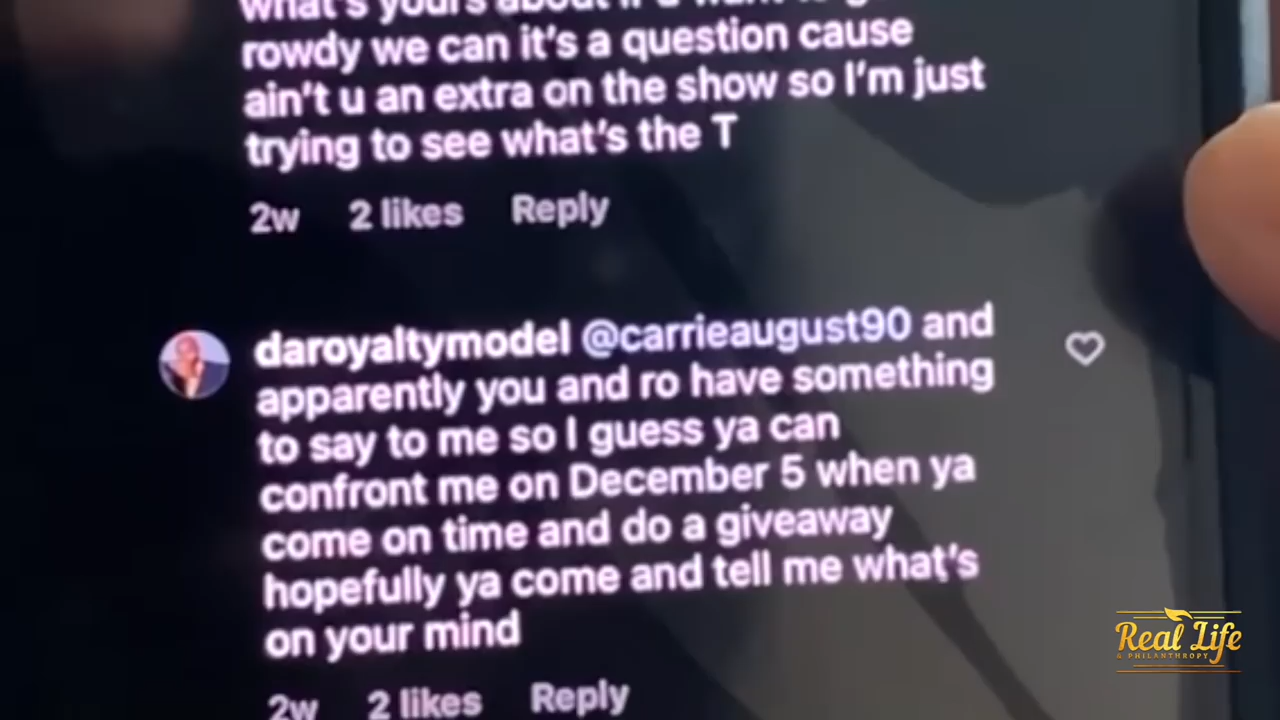 rowdy we can it's a question cause
ain't u an extra on the show so I'm just
trying to see what's the T
2w 2 likes Reply
daroyaltymodel @carrieaugust90 and
apparently you and ro have something
to say to me so I guess ya can
confront me on December 5 when ya
come on time and do a giveaway
hopefully ya come and tell me what's
on your mind
2w 2 likes Reply
Real Life
& PHILANTHROPY